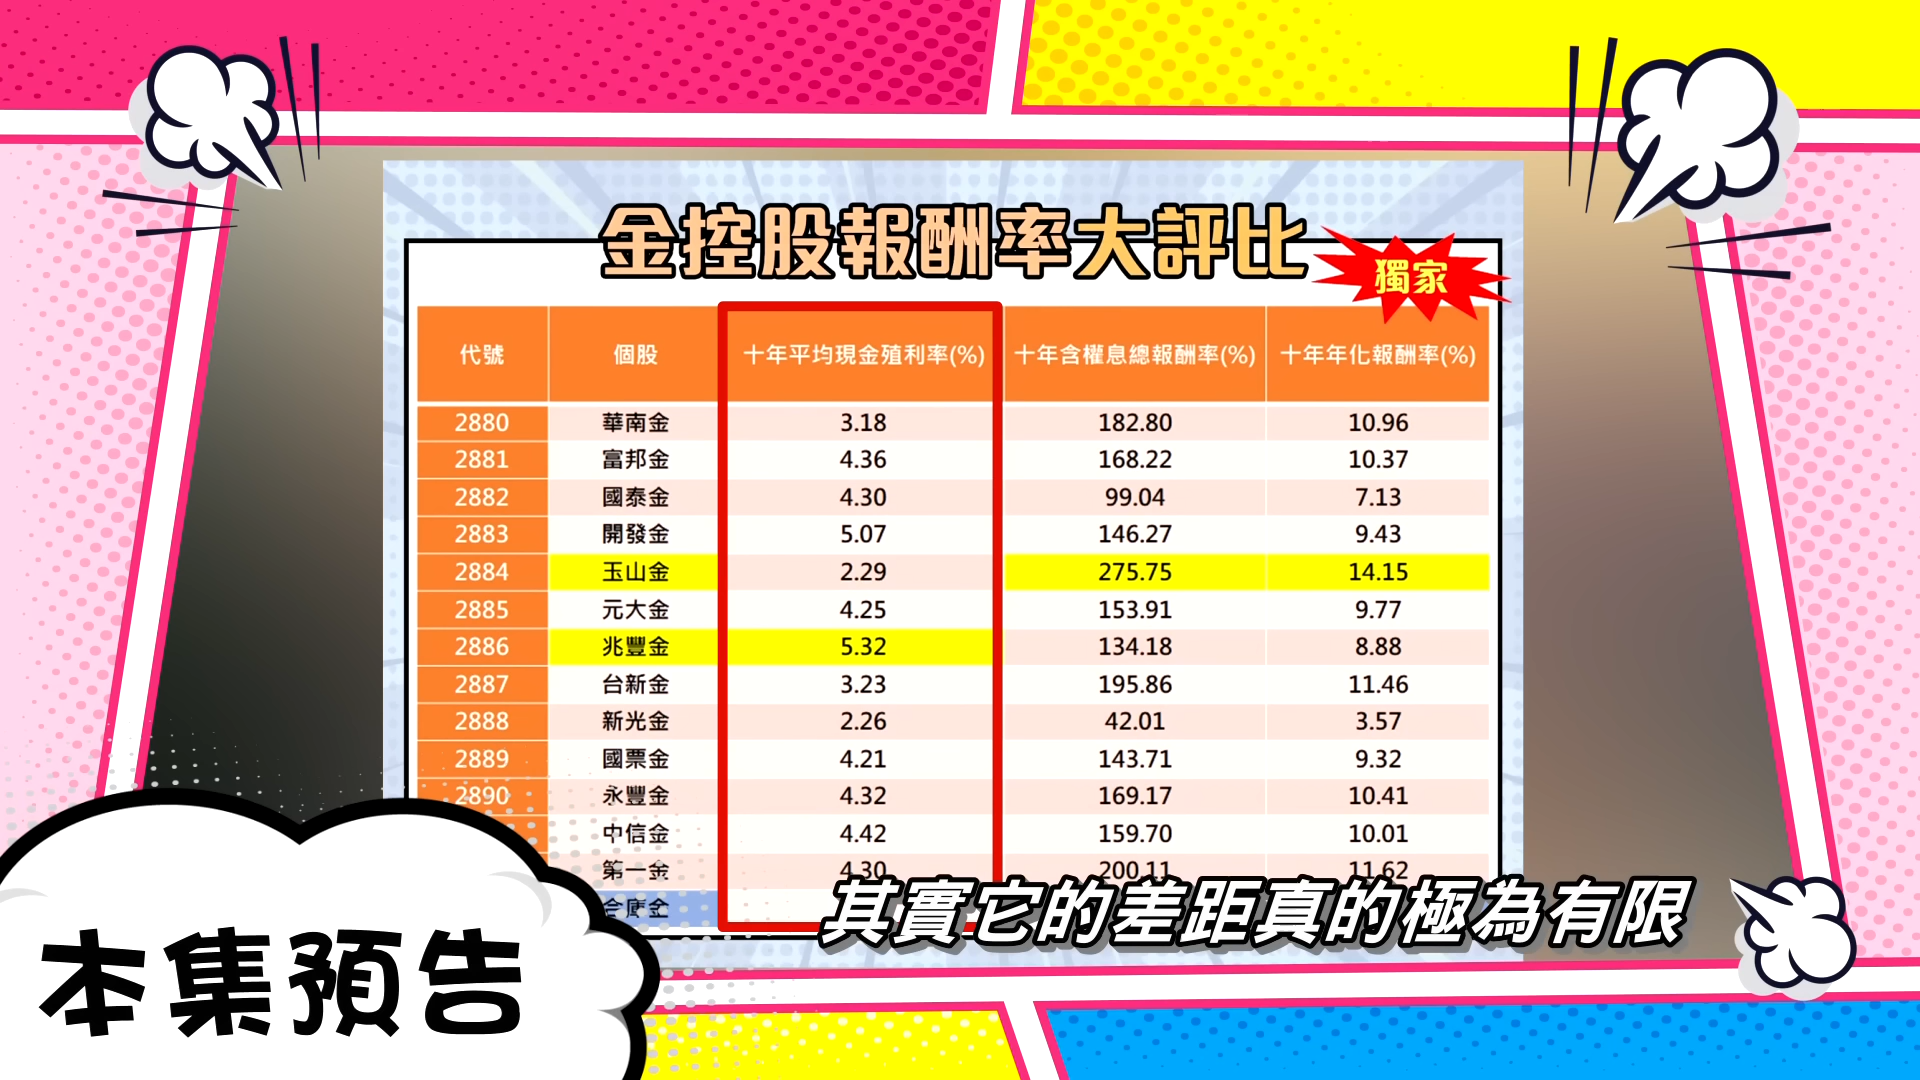 金控股報酬率大評比
獨家
代號 個股 十年平均現金殖利率(%) 十年含權息總報酬率(%) 十年年化報酬率(%)
2880 華南金 3.18 182.80 10.96
2881 富邦金 4.36 168.22 10.37
2882 國泰金 4.30 99.04 7.13
2883 開發金 5.07 146.27 9.43
2884 玉山金 2.29 275.75 14.15
2885 元大金 4.25 153.91 9.77
2886 兆豐金 5.32 134.18 8.88
2887 台新金 3.23 195.86 11.46
2888 新光金 2.26 42.01 3.57
2889 國票金 4.21 143.71 9.32
2890 永豐金 4.32 169.17 10.41
中信金 4.42 159.70 10.01
第一金 4.30 200.11 11.62
合庫金
其實它的差距真的極為有限
本集預告